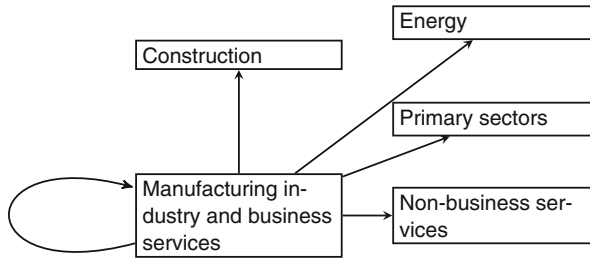 Energy
Construction
Primary sectors
Manufacturing in-
dustry and business
services
Non-business ser-
vices